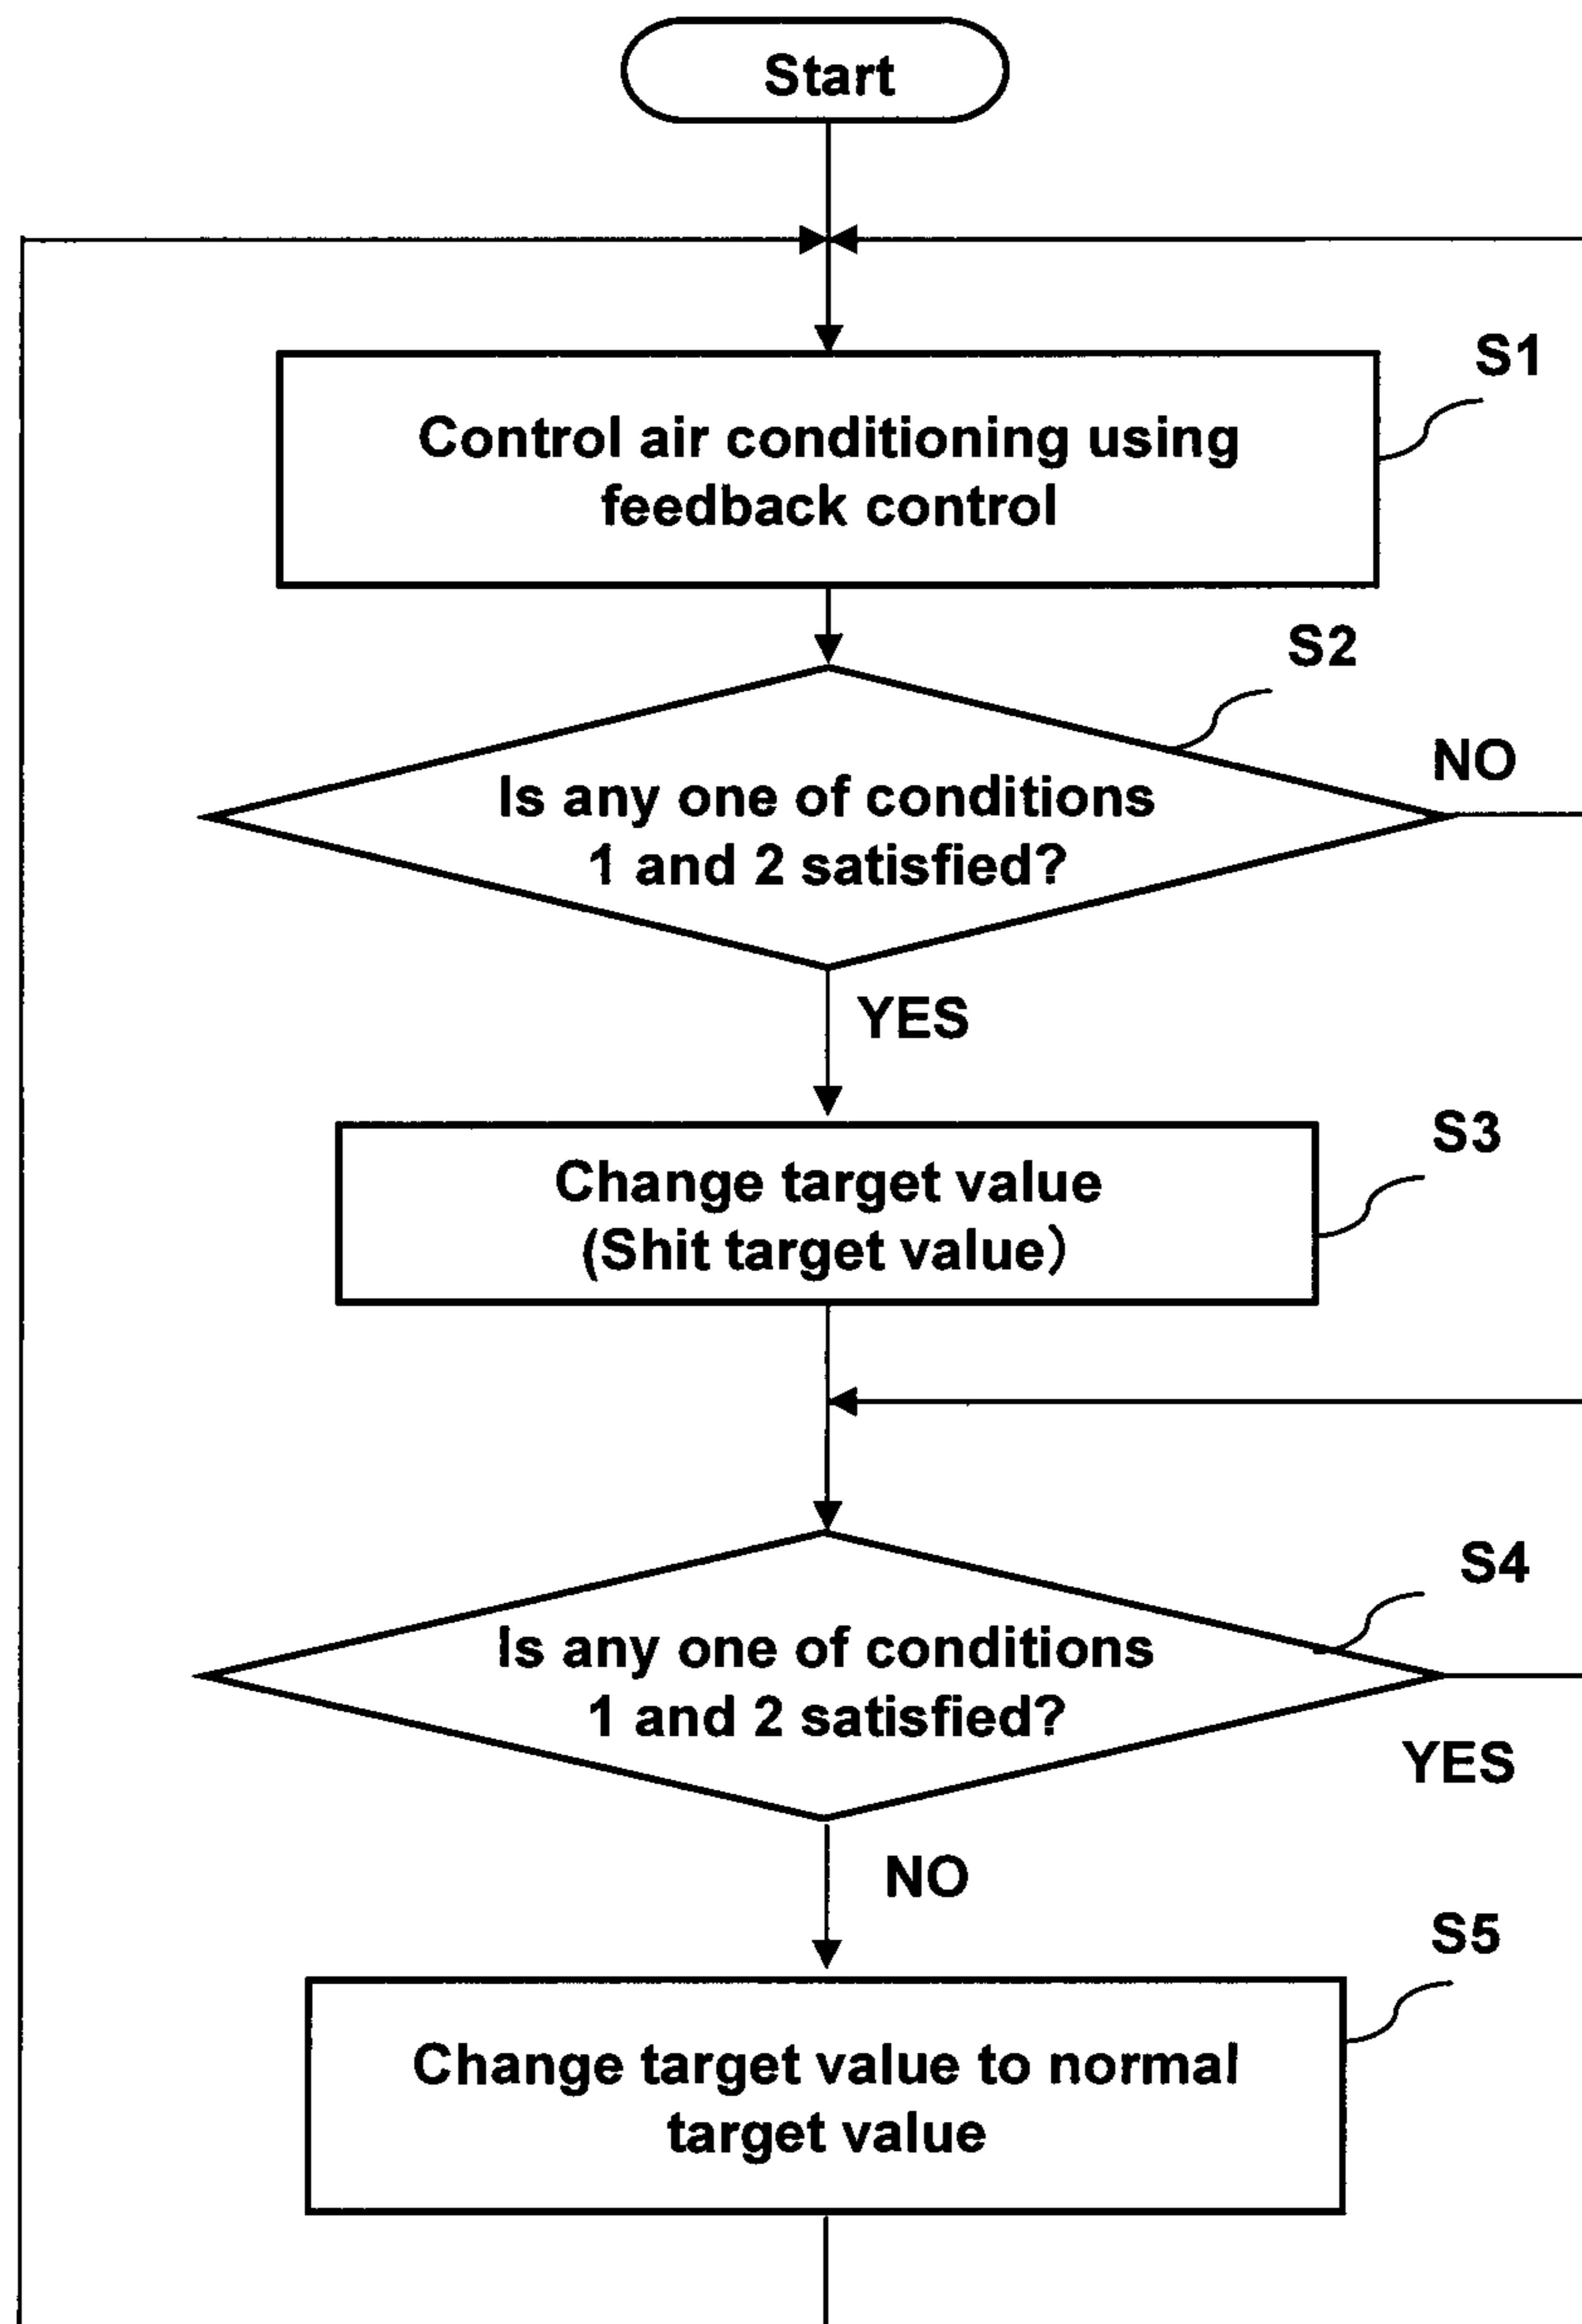 Start
S1
Control air conditioning using
feedback control
S2
NO
Is any one of conditions
1 and 2 satisfied?
YES
S3
Change target value
(Shit target value)
S4
Is any one of conditions
1 and 2 satisfied?
YES
NO
S5
Change target value to normal
target value